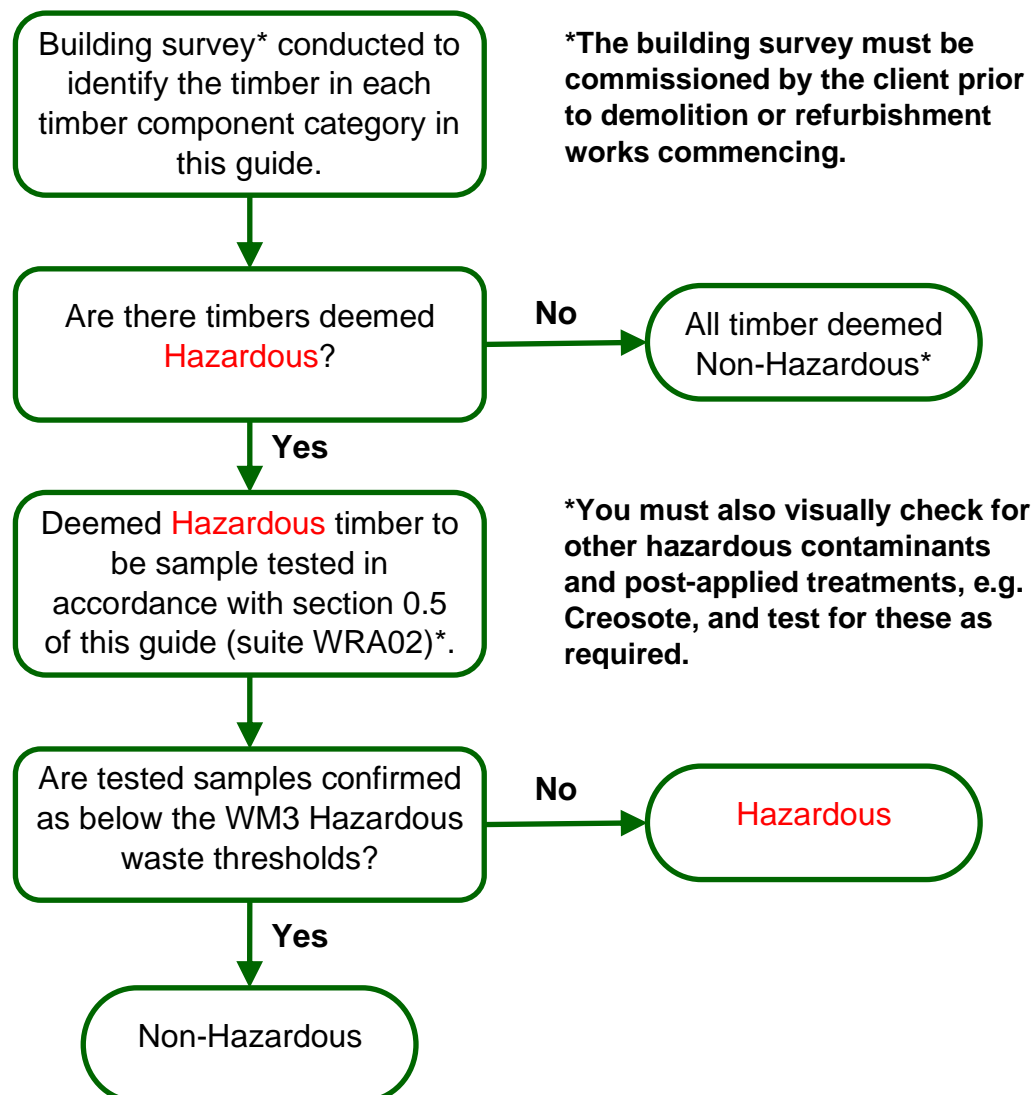 Building survey* conducted to
identify the timber in each
timber component category in
this guide.
*The building survey must be
commissioned by the client prior
to demolition or refurbishment
works commencing.
Are there timbers deemed
Hazardous?
No
All timber deemed
Non-Hazardous*
Yes
Deemed Hazardous timber to
be sample tested in
accordance with section 0.5
of this guide (suite WRA02)*.
*You must also visually check for
other hazardous contaminants
and post-applied treatments, e.g.
Creosote, and test for these as
required.
Are tested samples confirmed
as below the WM3 Hazardous
waste thresholds?
No
Hazardous
Yes
Non-Hazardous